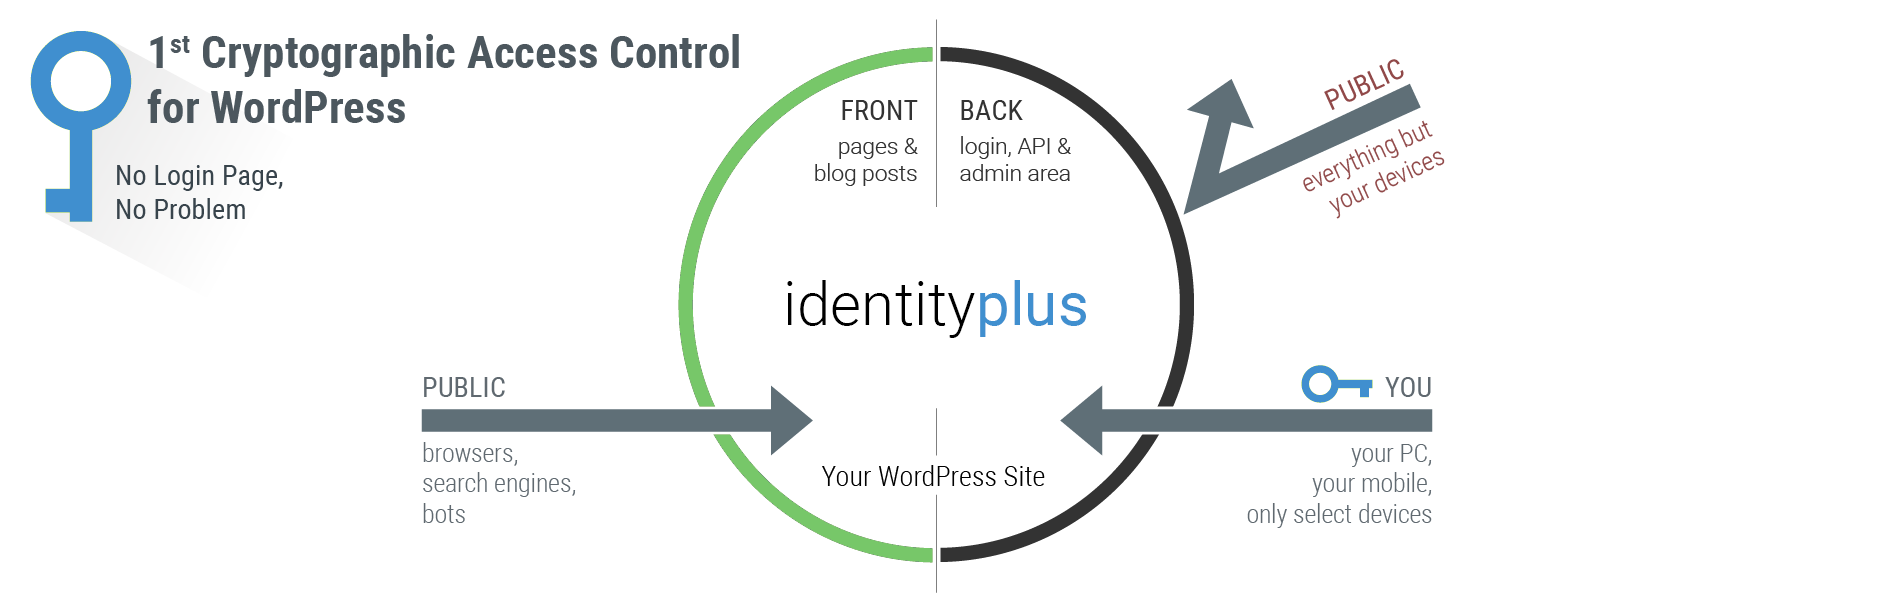 1st Cryptographic Access Control
for WordPress
No Login Page,
No Problem
FRONT
pages &
blog posts
BACK
login, API &
admin area
PUBLIC
everything but
your devices
identityplus
PUBLIC
browsers,
search engines,
bots
YOU
your PC,
your mobile,
only select devices
Your WordPress Site